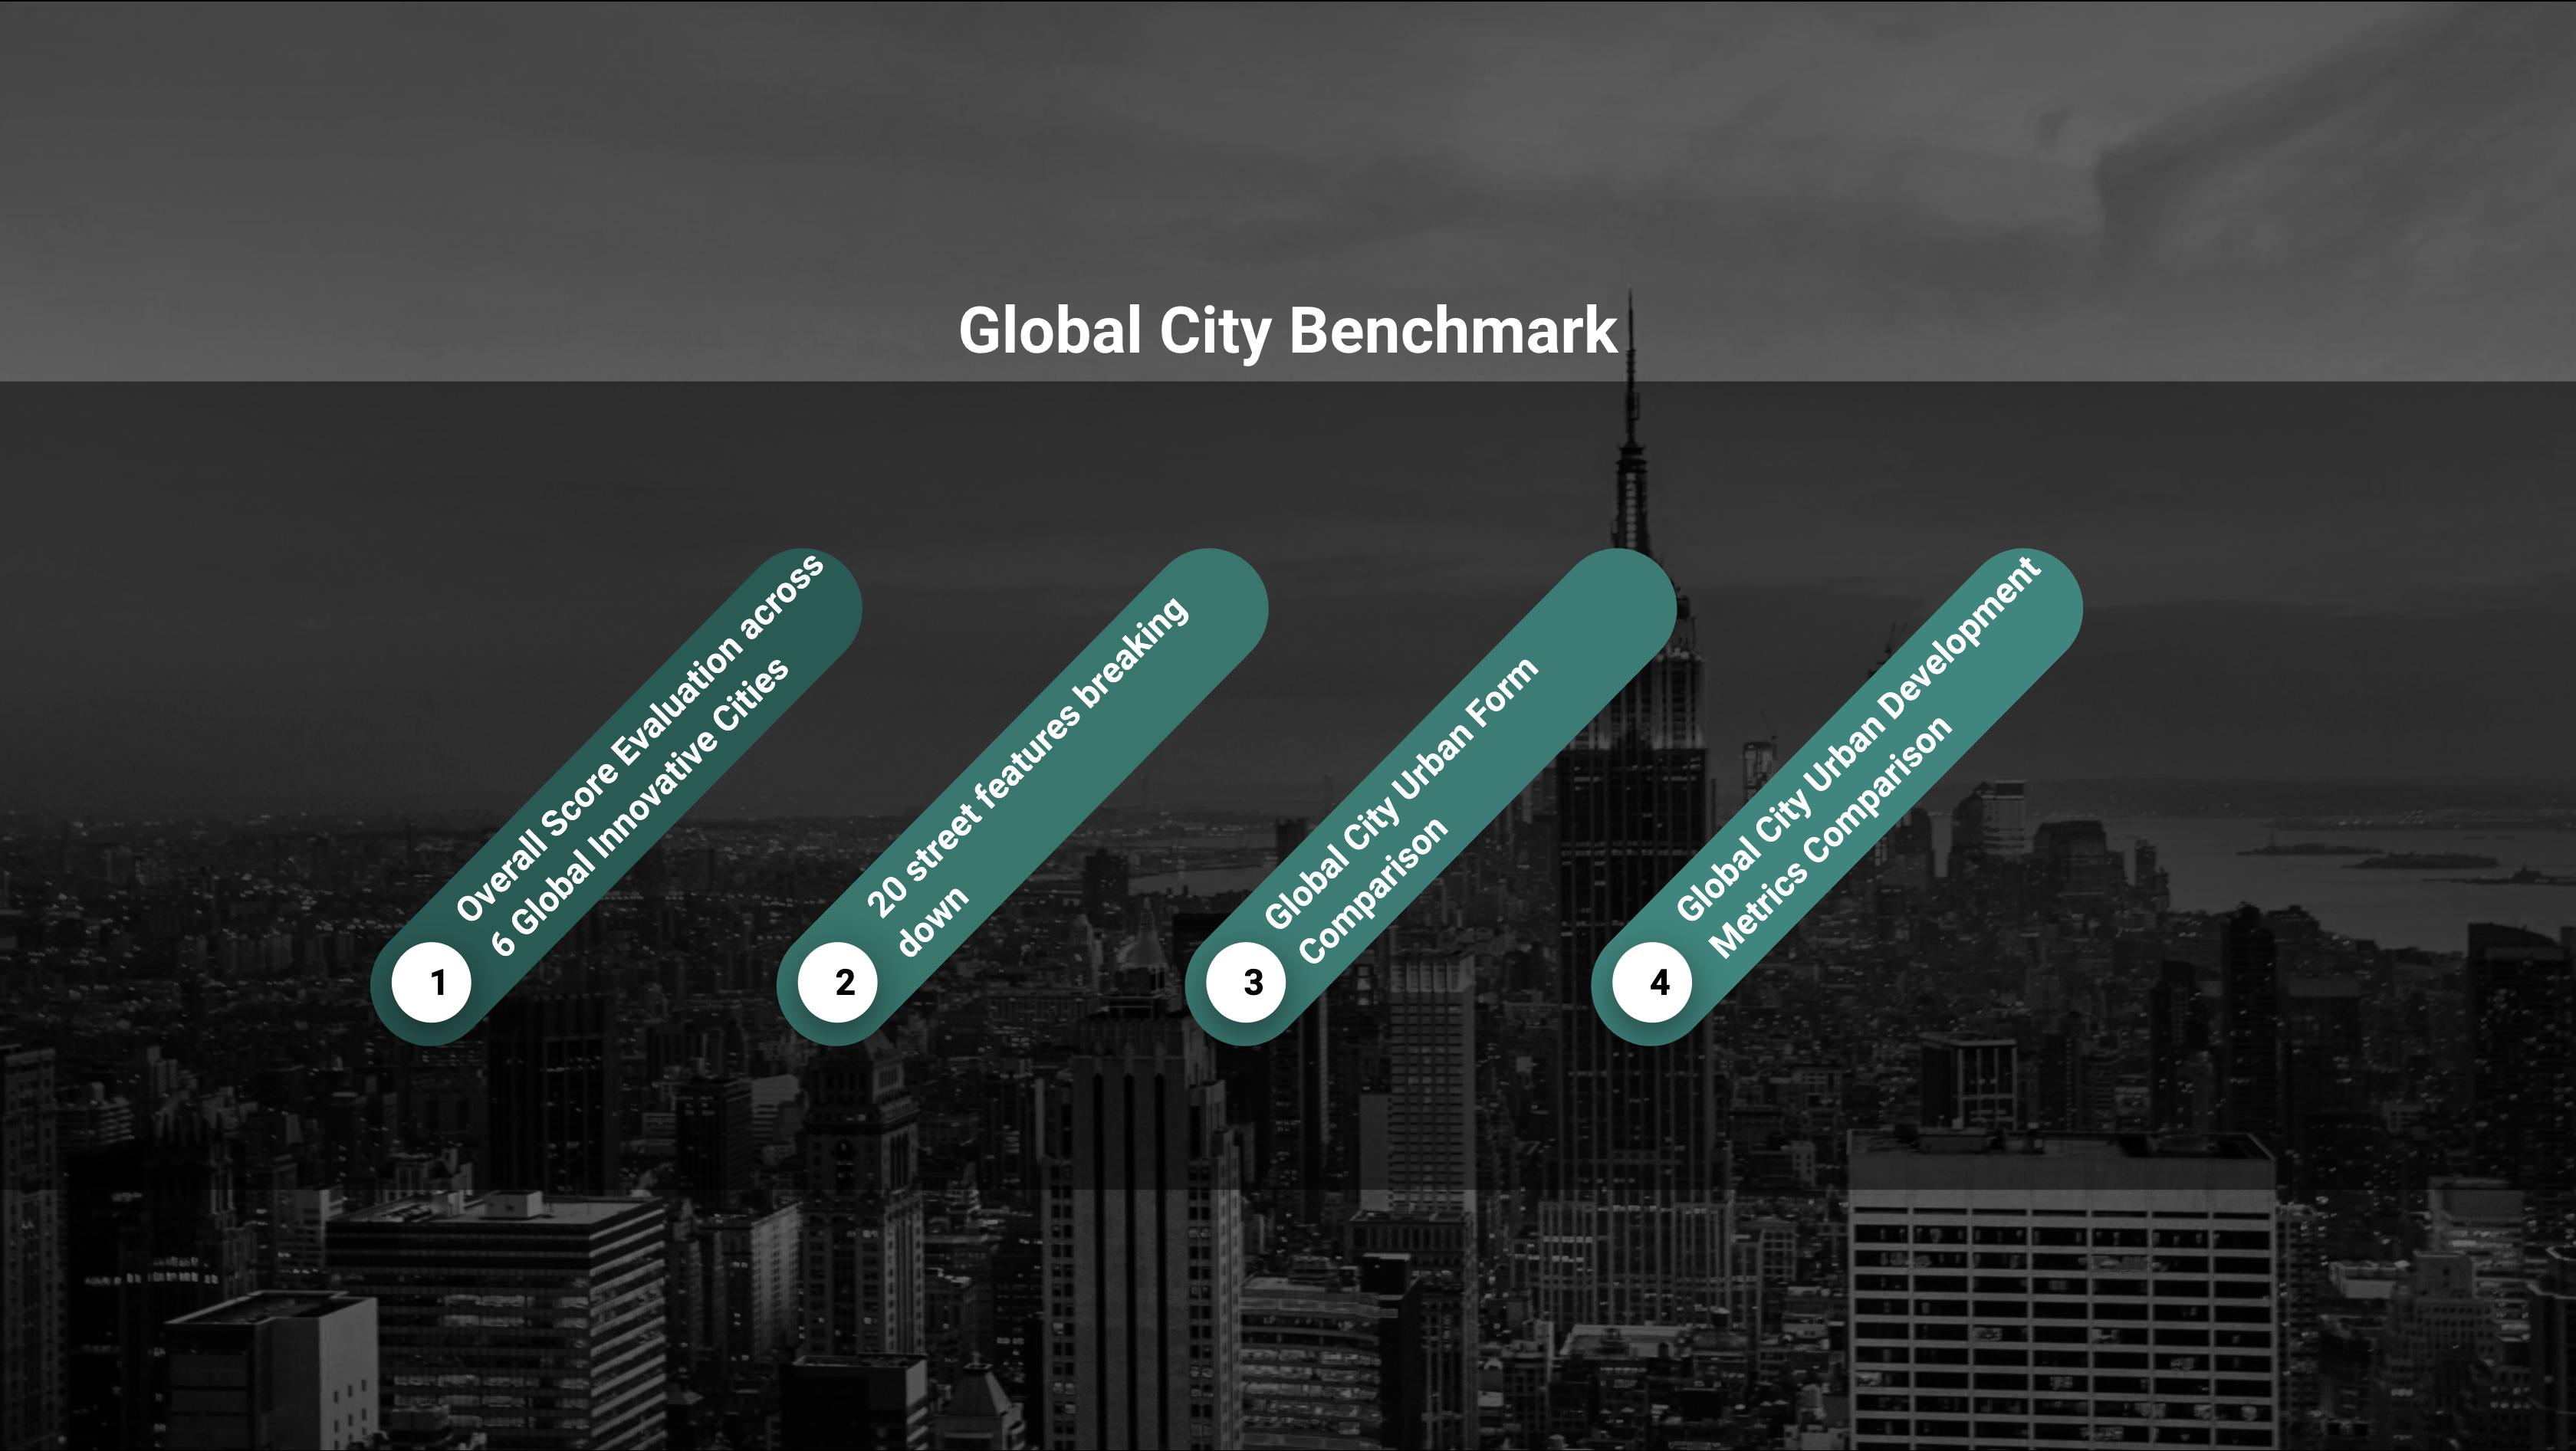 Global City Benchmark
1
Overall Score Evaluation across
6 Global Innovative Cities
2
20 street features breaking
down
3
Global City Urban Form
Comparison
4
Global City Urban Development
Metrics Comparison